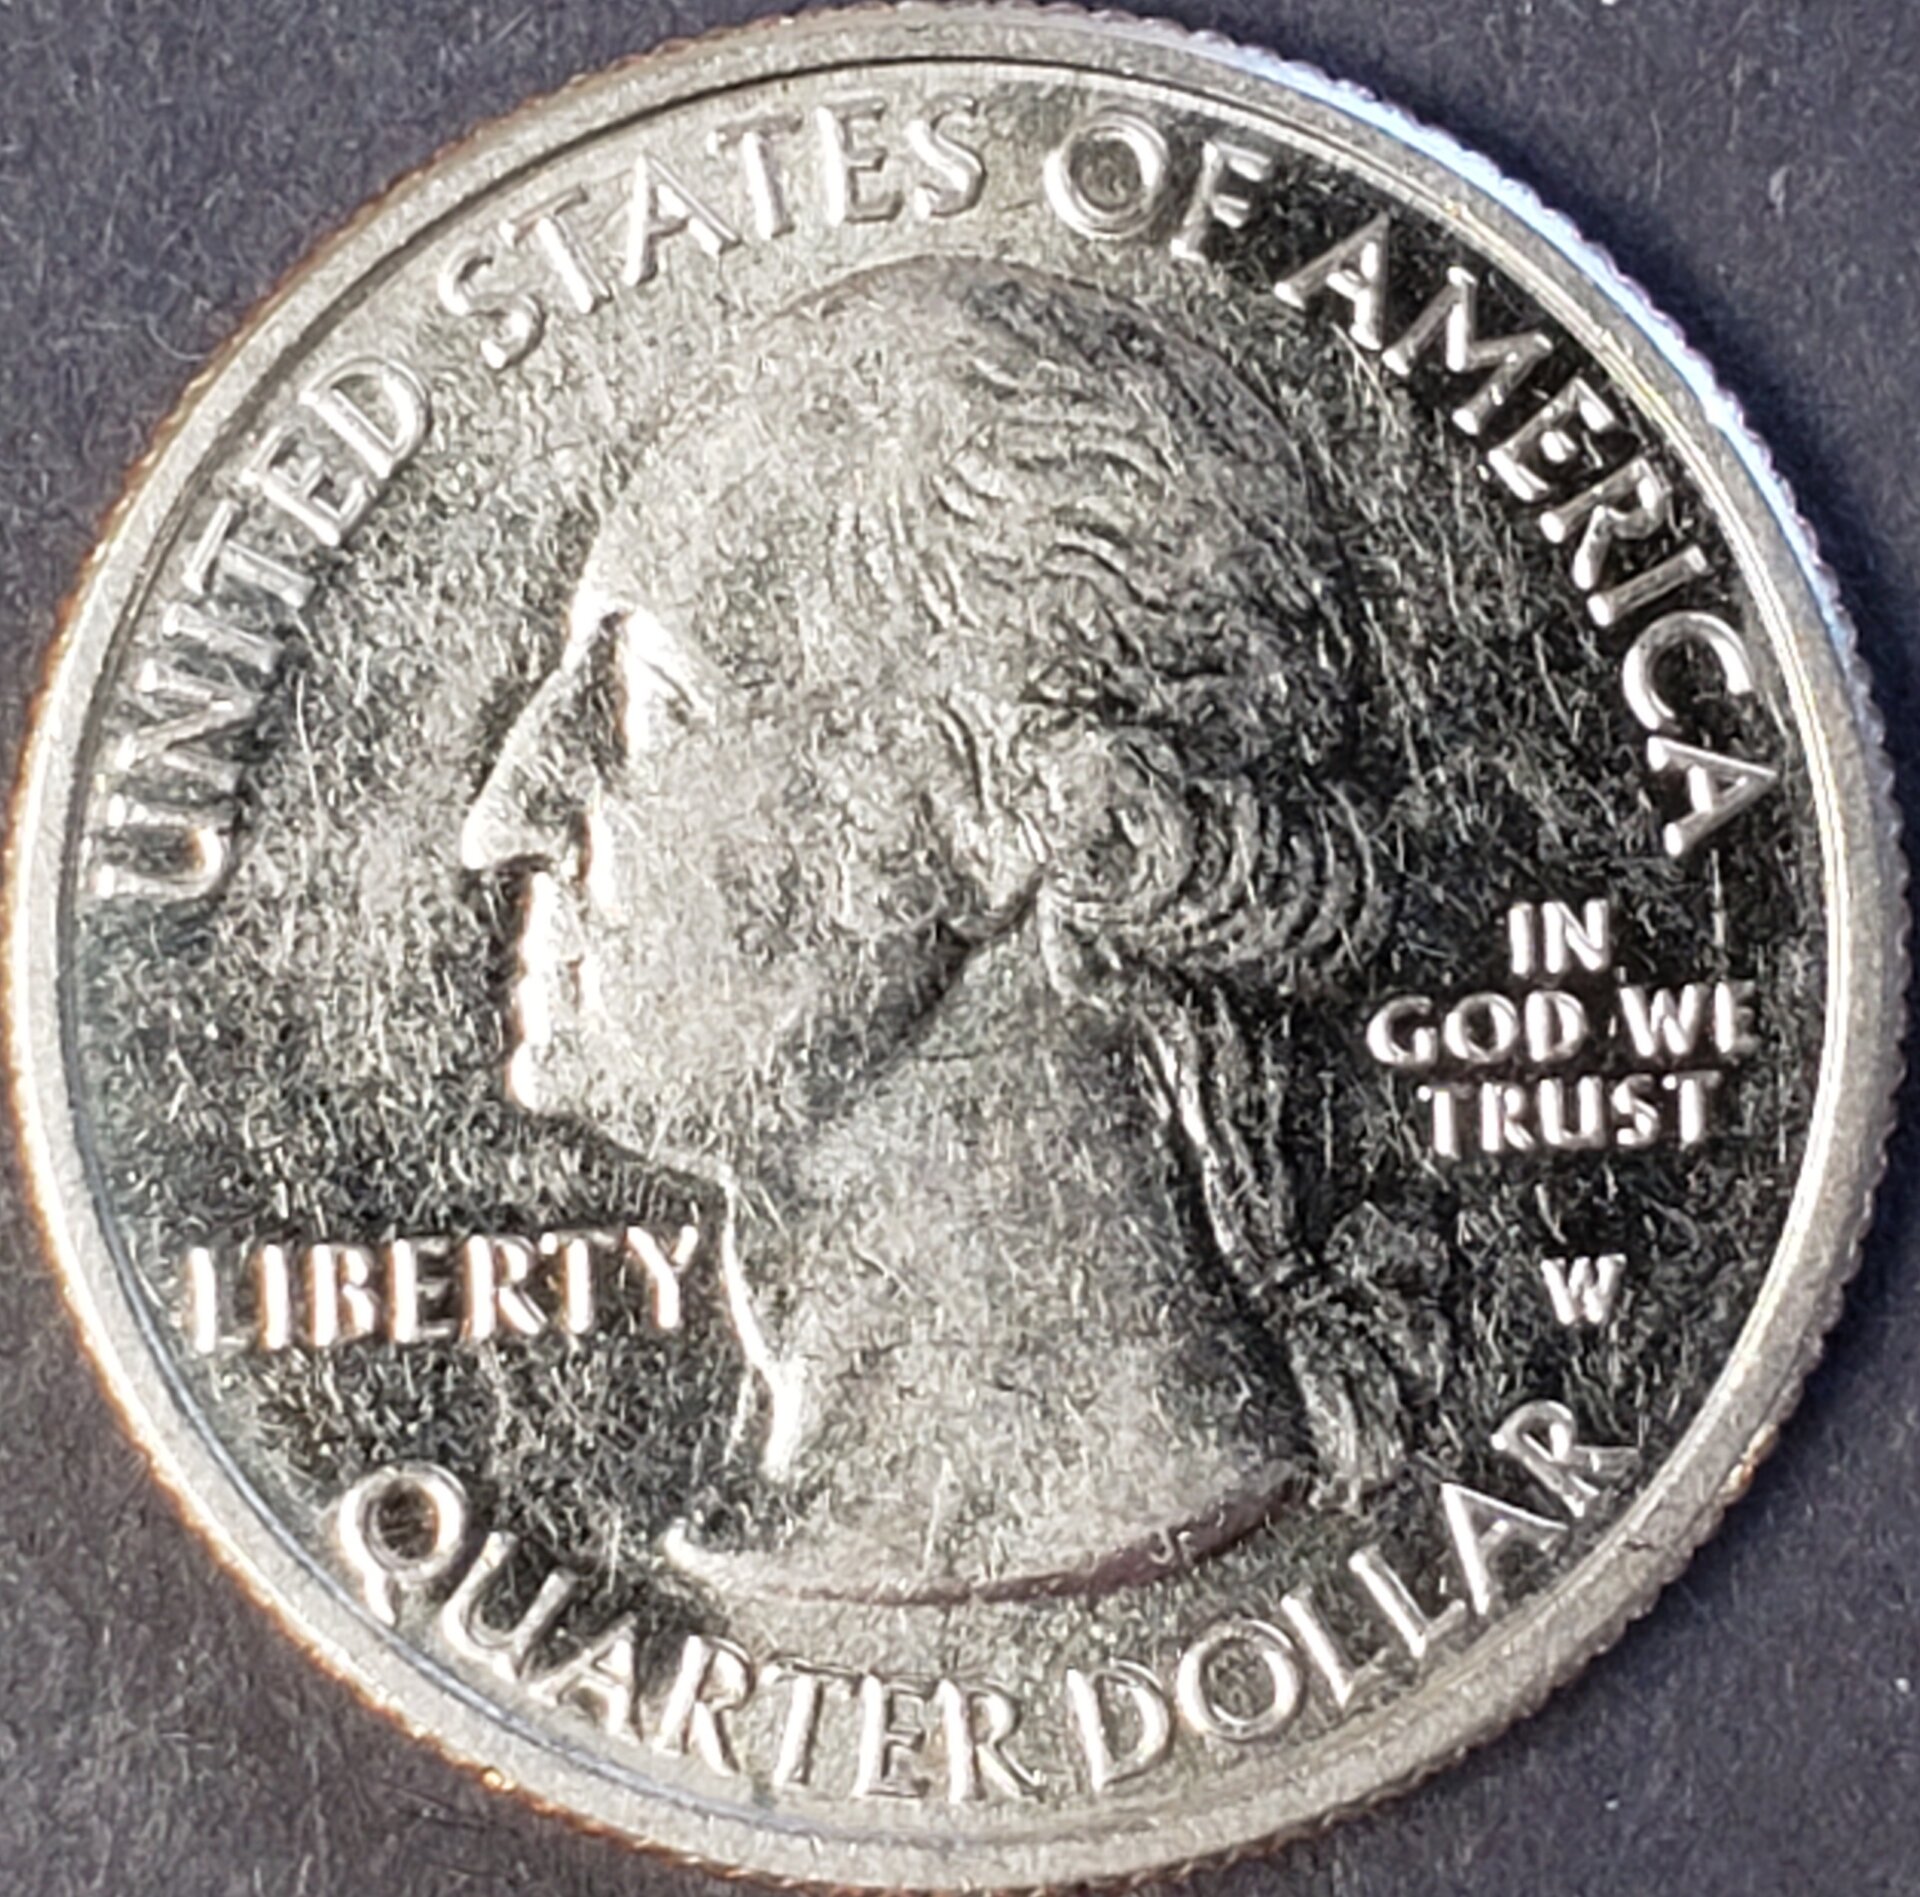 UNITED STATES OF AMERICA
IN
GOD WE
TRUST
LIBERTY
W
QUARTER DOLLAR